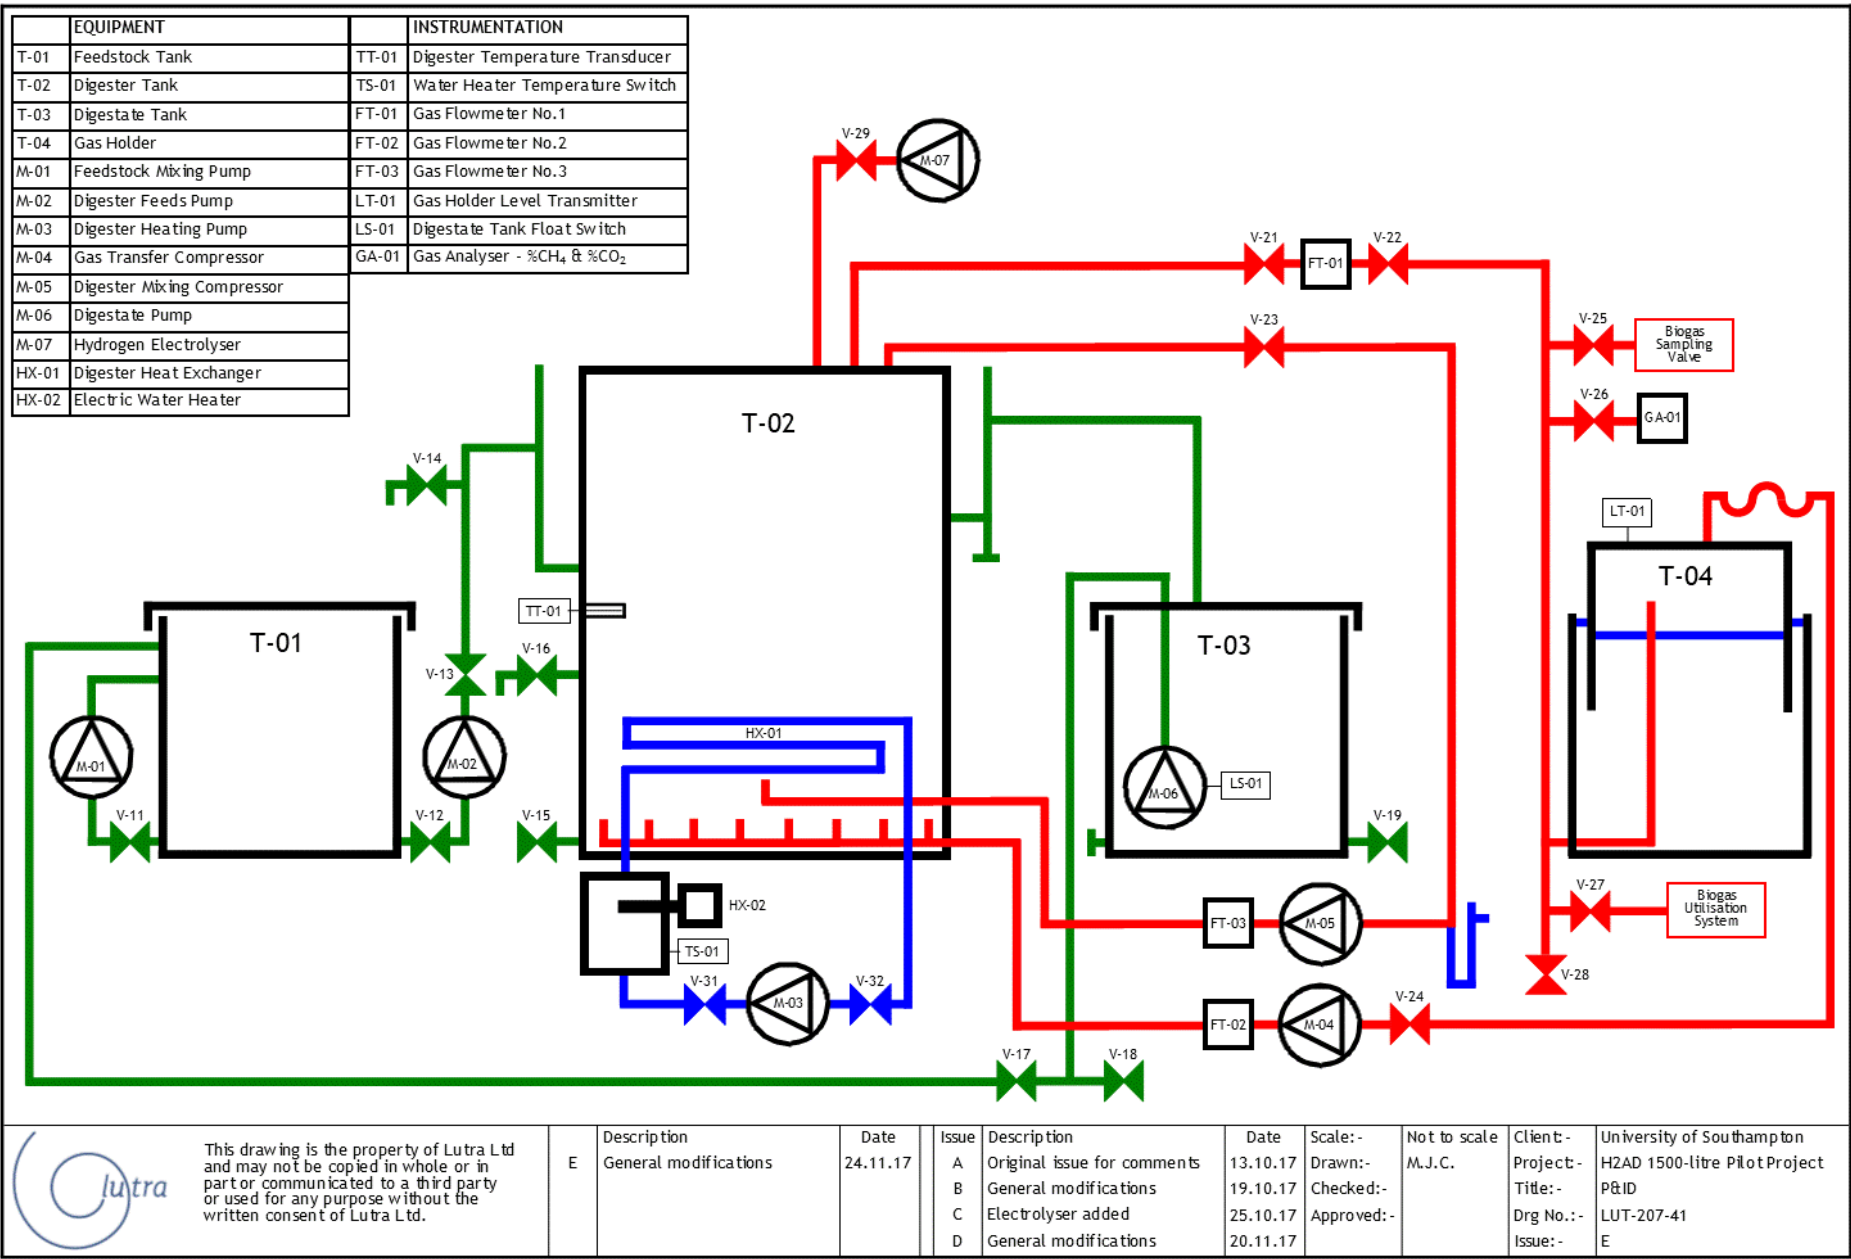 EQUIPMENT
T-01 Feedstock Tank
T-02 Digester Tank
T-03 Digestate Tank
T-04 Gas Holder
M-01 Feedstock Mixing Pump
M-02 Digester Feeds Pump
M-03 Digester Heating Pump
M-04 Gas Transfer Compressor
M-05 Digester Mixing Compressor
M-06 Digestate Pump
M-07 Hydrogen Electrolyser
HX-01 Digester Heat Exchanger
HX-02 Electric Water Heater
INSTRUMENTATION
TT-01 Digester Temperature Transducer
TS-01 Water Heater Temperature Switch
FT-01 Gas Flowmeter No.1
FT-02 Gas Flowmeter No.2
FT-03 Gas Flowmeter No.3
LT-01 Gas Holder Level Transmitter
LS-01 Digestate Tank Float Switch
GA-01 Gas Analyser - %CH₄ & %CO₂
V-29
M-07
V-21
FT-01
V-22
V-23
V-25
Biogas
Sampling
Valve
V-26
GA-01
T-02
V-14
LT-01
T-04
TT-01
T-01
T-03
V-16
V-13
HX-01
M-01
M-02
M-06
LS-01
V-11
V-12
V-15
V-19
HX-02
TS-01
FT-03
M-05
V-27
Biogas
Utilisation
System
V-28
V-31
M-03
V-32
FT-02
M-04
V-24
V-17
V-18
lutra
This drawing is the property of Lutra Ltd
and may not be copied in whole or in
part or communicated to a third party
or used for any purpose without the
written consent of Lutra Ltd.
Description Date
E General modifications 24.11.17
Issue Description Date
A Original issue for comments 13.10.17
B General modifications 19.10.17
C Electrolyser added 25.10.17
D General modifications 20.11.17
Scale:- Not to scale
Drawn:- M.J.C.
Checked:-
Approved:-
Client:- University of Southampton
Project:- H2AD 1500-litre Pilot Project
Title:- P&ID
Drg No.:- LUT-207-41
Issue:- E